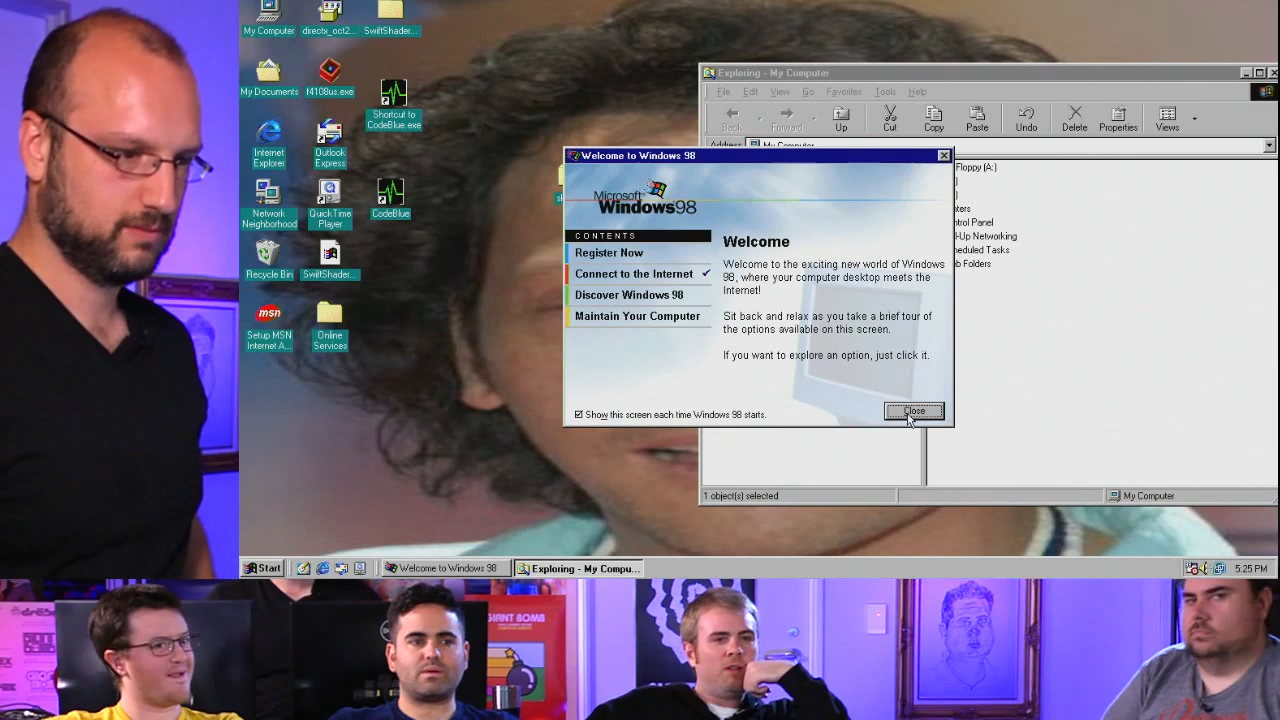 My Computer
directx_oct2...
SwiftShader...
My Documents
f4108us.exe
Shortcut to
CodeBlue.exe
Internet
Explorer
Outlook
Express
Network
Neighborhood
QuickTime
Player
CodeBlue
Recycle Bin
SwiftShader...
Setup MSN
Internet A...
Online
Services
msn
Exploring - My Computer
File Edit View Go Favorites Tools Help
Back Forward Up Cut Copy Paste Undo Delete Properties Views
Address My Computer
Floppy (A:)
Welcome to Windows 98
Microsoft
Windows98
CONTENTS
Register Now
Connect to the Internet
Discover Windows 98
Maintain Your Computer
Welcome
Welcome to the exciting new world of Windows
98, where your computer desktop meets the
Internet!
Sit back and relax as you take a brief tour of
the options available on this screen.
If you want to explore an option, just click it.
Show this screen each time Windows 98 starts.
Close
nters
ntrol Panel
l-Up Networking
heduled Tasks
eb Folders
1 object(s) selected
My Computer
Start
Welcome to Windows 98
Exploring - My Compu...
5:25 PM
GIANT BOMB